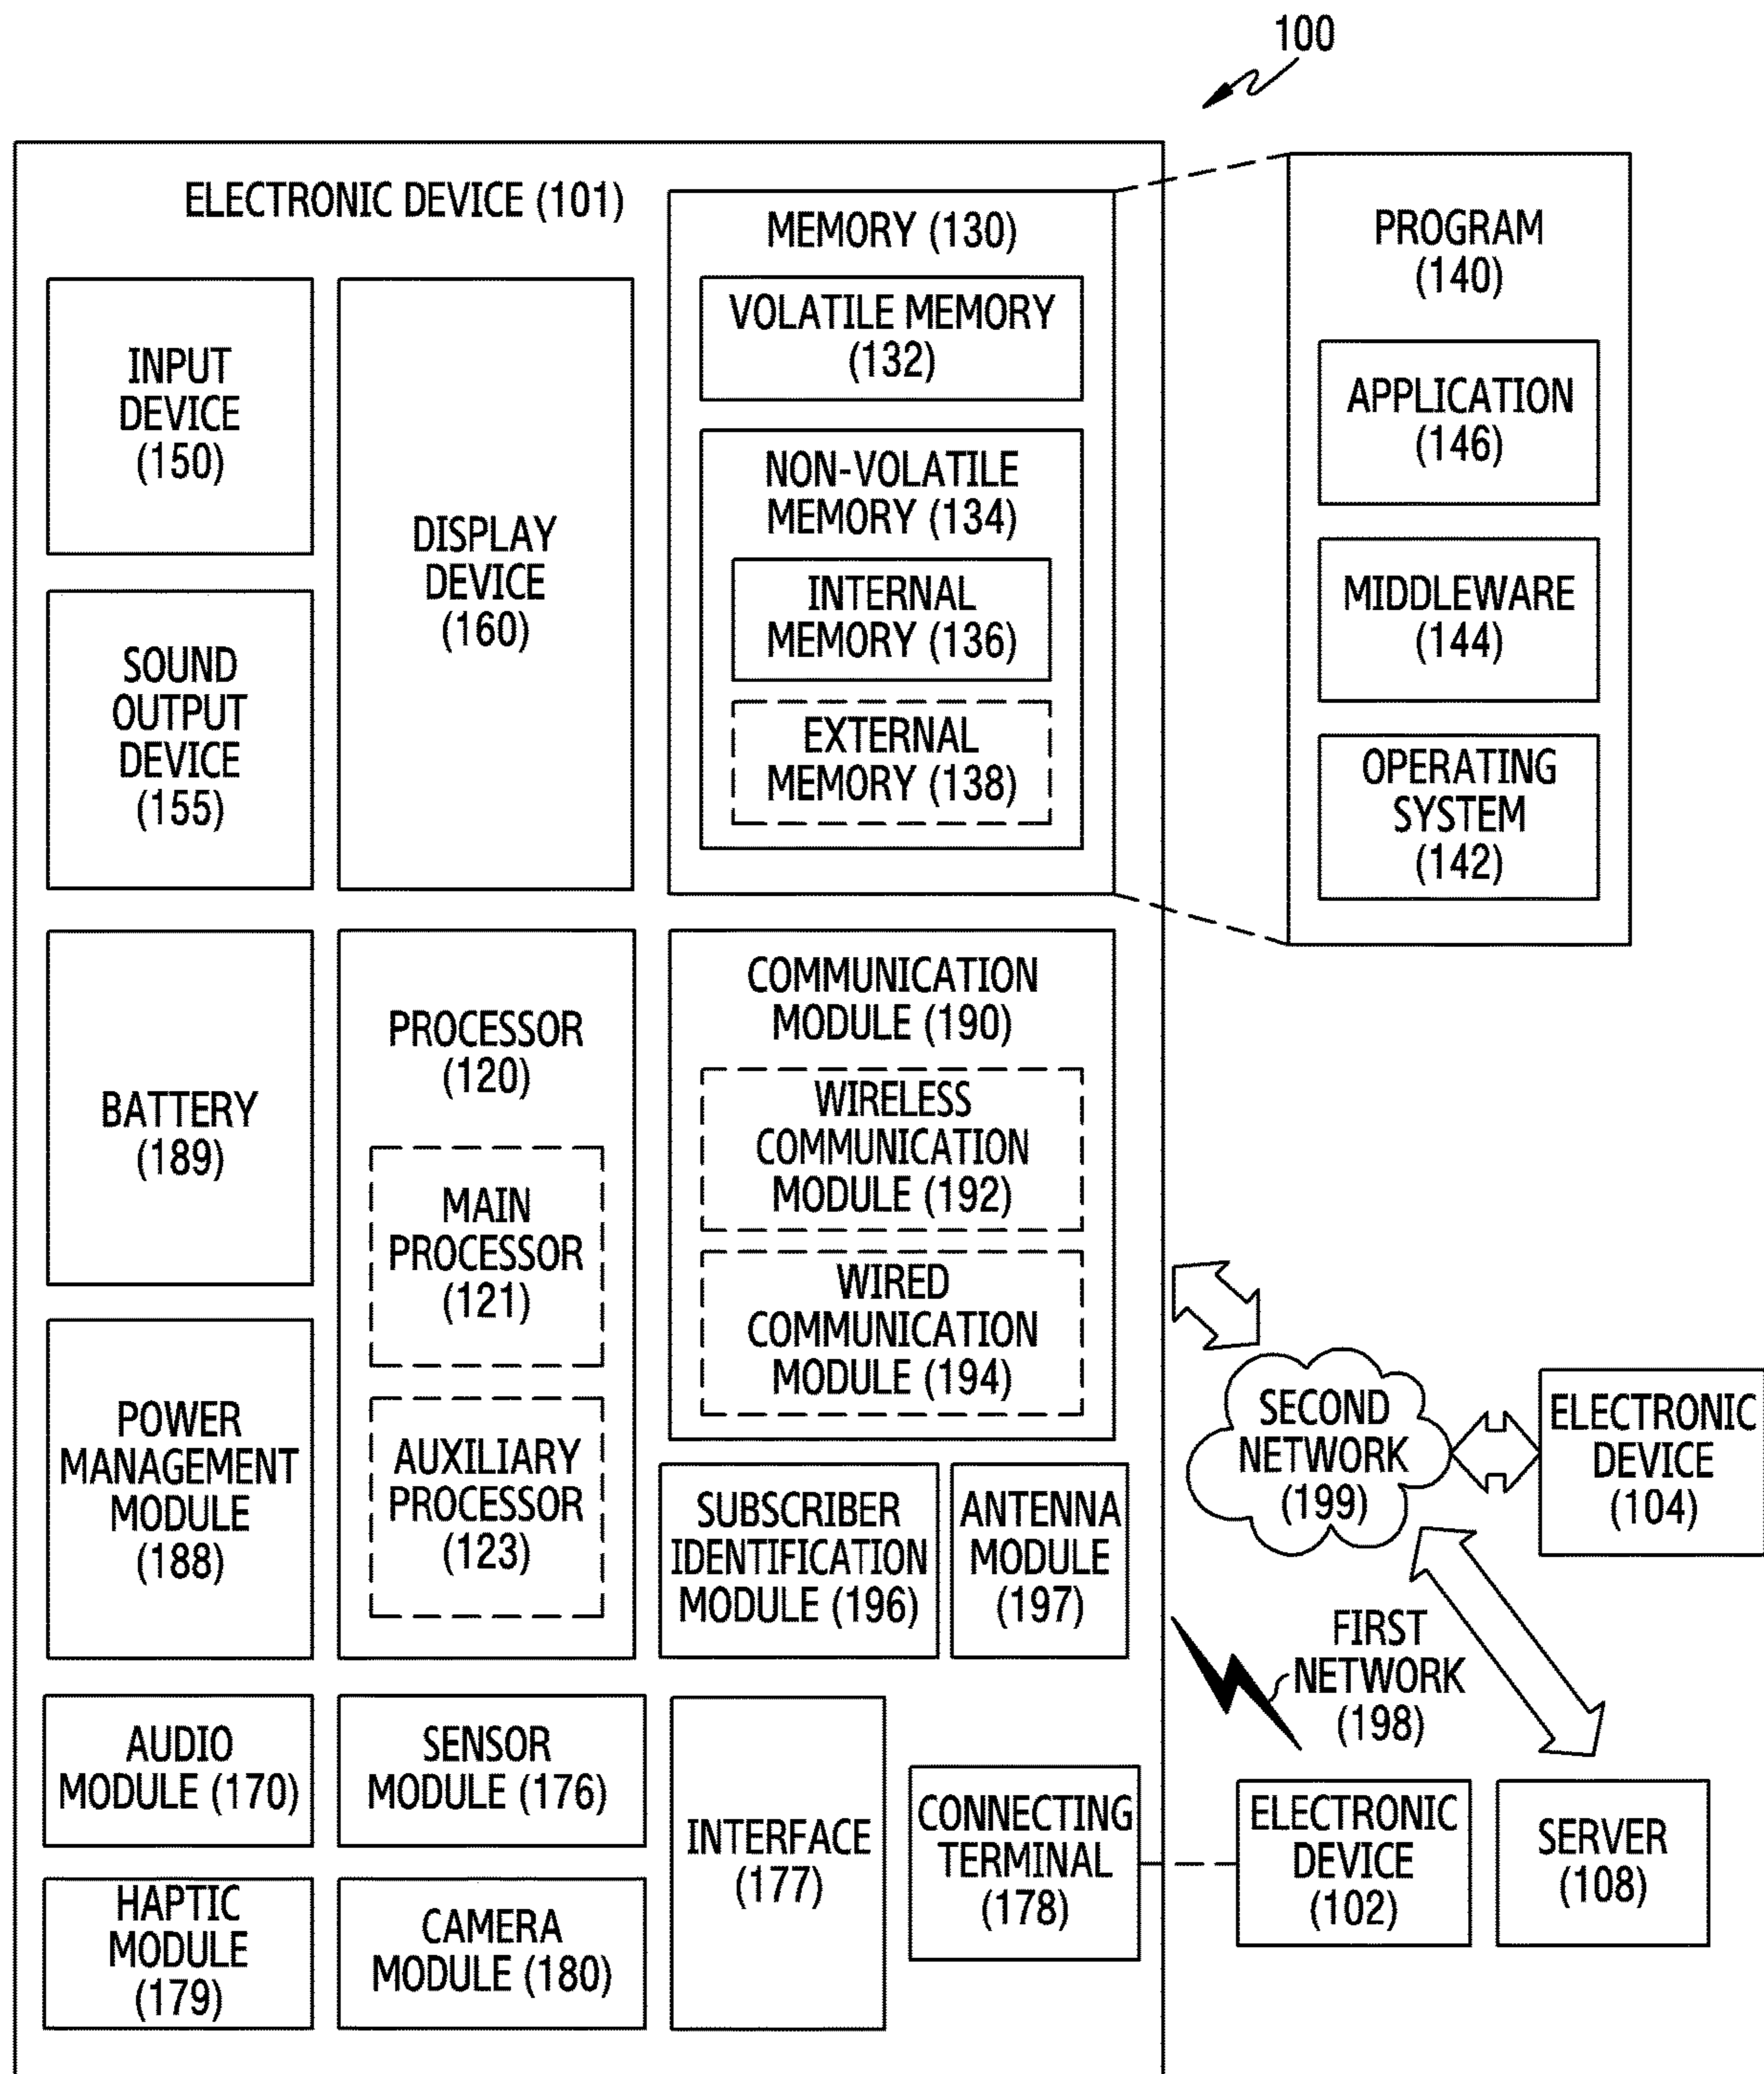 100
ELECTRONIC DEVICE (101)
INPUT
DEVICE
(150)
SOUND
OUTPUT
DEVICE
(155)
DISPLAY
DEVICE
(160)
MEMORY (130)
VOLATILE MEMORY
(132)
NON-VOLATILE
MEMORY (134)
INTERNAL
MEMORY (136)
EXTERNAL
MEMORY (138)
PROGRAM
(140)
APPLICATION
(146)
MIDDLEWARE
(144)
OPERATING
SYSTEM
(142)
BATTERY
(189)
POWER
MANAGEMENT
MODULE
(188)
PROCESSOR
(120)
MAIN
PROCESSOR
(121)
AUXILIARY
PROCESSOR
(123)
COMMUNICATION
MODULE (190)
WIRELESS
COMMUNICATION
MODULE (192)
WIRED
COMMUNICATION
MODULE (194)
SUBSCRIBER
IDENTIFICATION
MODULE (196)
ANTENNA
MODULE
(197)
SECOND
NETWORK
(199)
ELECTRONIC
DEVICE
(104)
FIRST
NETWORK
(198)
AUDIO
MODULE (170)
SENSOR
MODULE (176)
HAPTIC
MODULE
(179)
CAMERA
MODULE (180)
INTERFACE
(177)
CONNECTING
TERMINAL
(178)
ELECTRONIC
DEVICE
(102)
SERVER
(108)